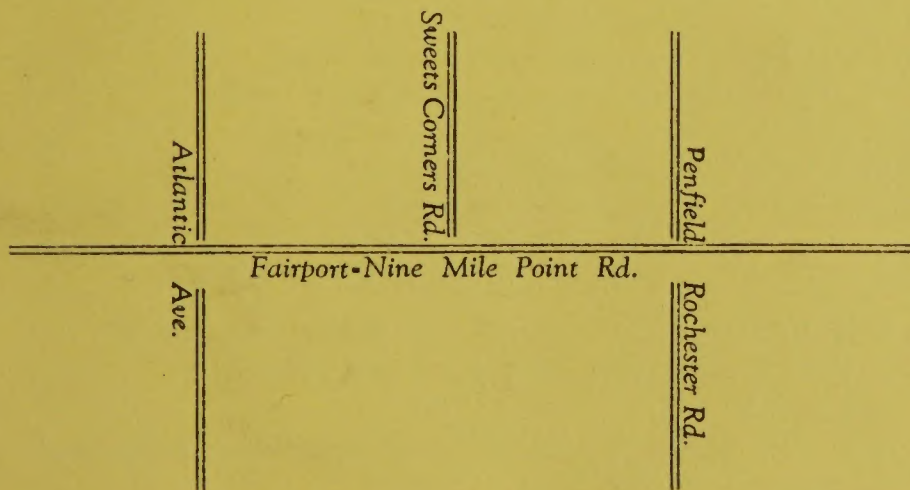 Sweets Corners Rd.
Atlantic
Ave.
Penfield
Rochester Rd.
Fairport-Nine Mile Point Rd.